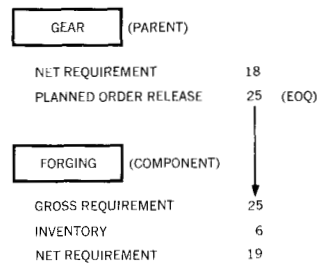 GEAR (PARENT)
NET REQUIREMENT 18
PLANNED ORDER RELEASE 25 (EOQ)
FORGING (COMPONENT)
GROSS REQUIREMENT 25
INVENTORY 6
NET REQUIREMENT 19